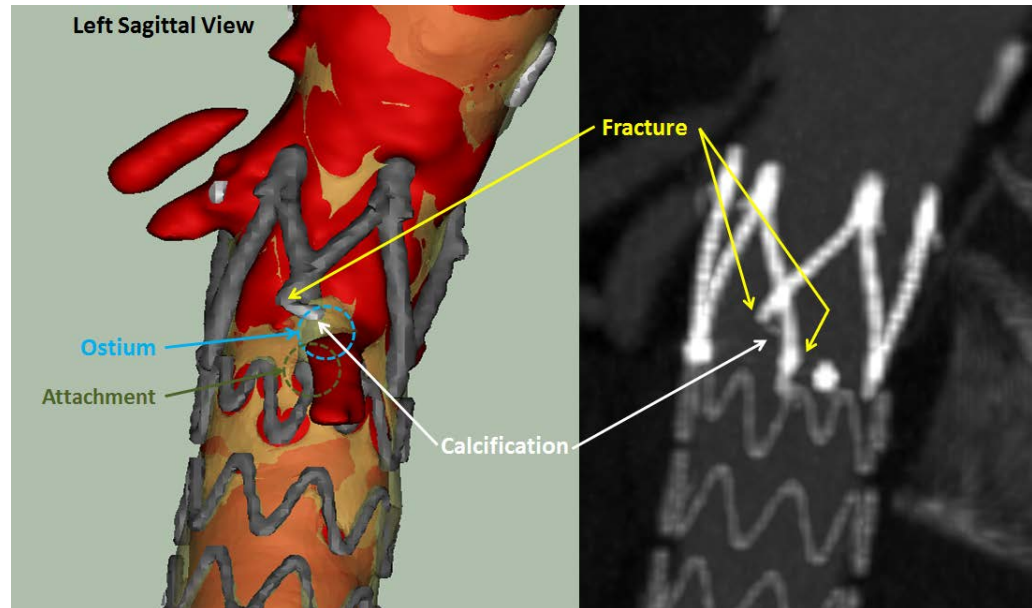 Left Sagittal View
Fracture
Ostium
Attachment
Calcification